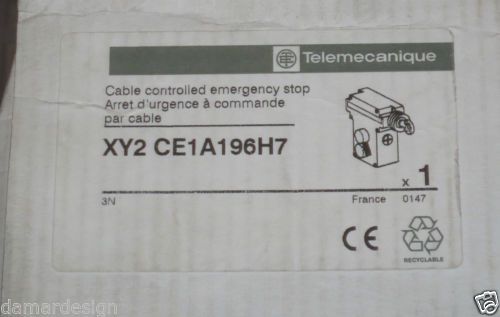 Telemecanique
Cable controlled emergency stop
Arret d'urgence à commande
par cable
XY2 CE1A196H7
x 1
3N
France 0147
CE
RECYCLABLE
damardesign
damardesign